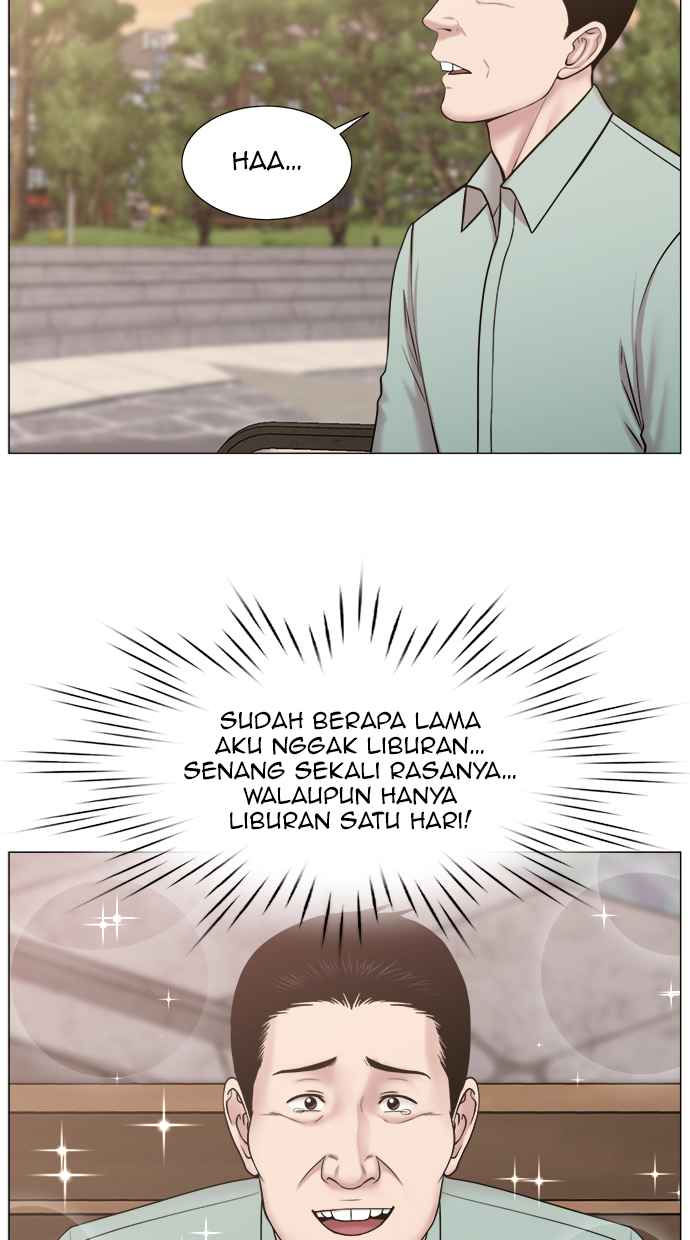 HAA...
SUDAH BERAPA LAMA
AKU NGGAK LIBURAN...
SENANG SEKALI RASANYA...
WALAUPUN HANYA
LIBURAN SATU HARI!